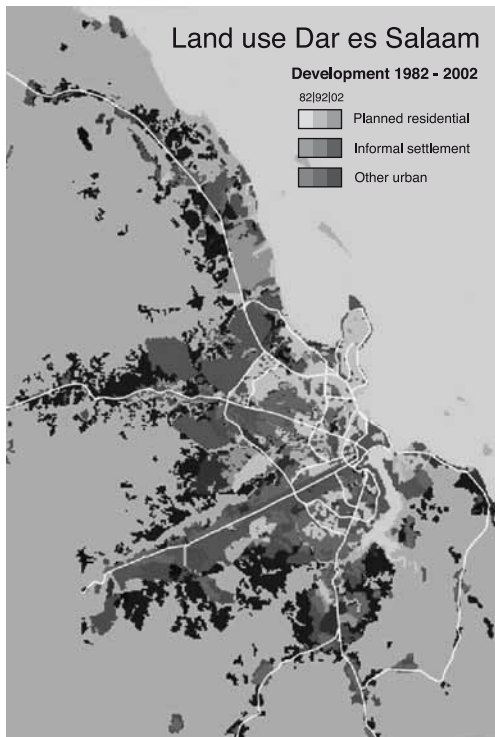 Land use Dar es Salaam
Development 1982 - 2002
82|92|02
Planned residential
Informal settlement
Other urban